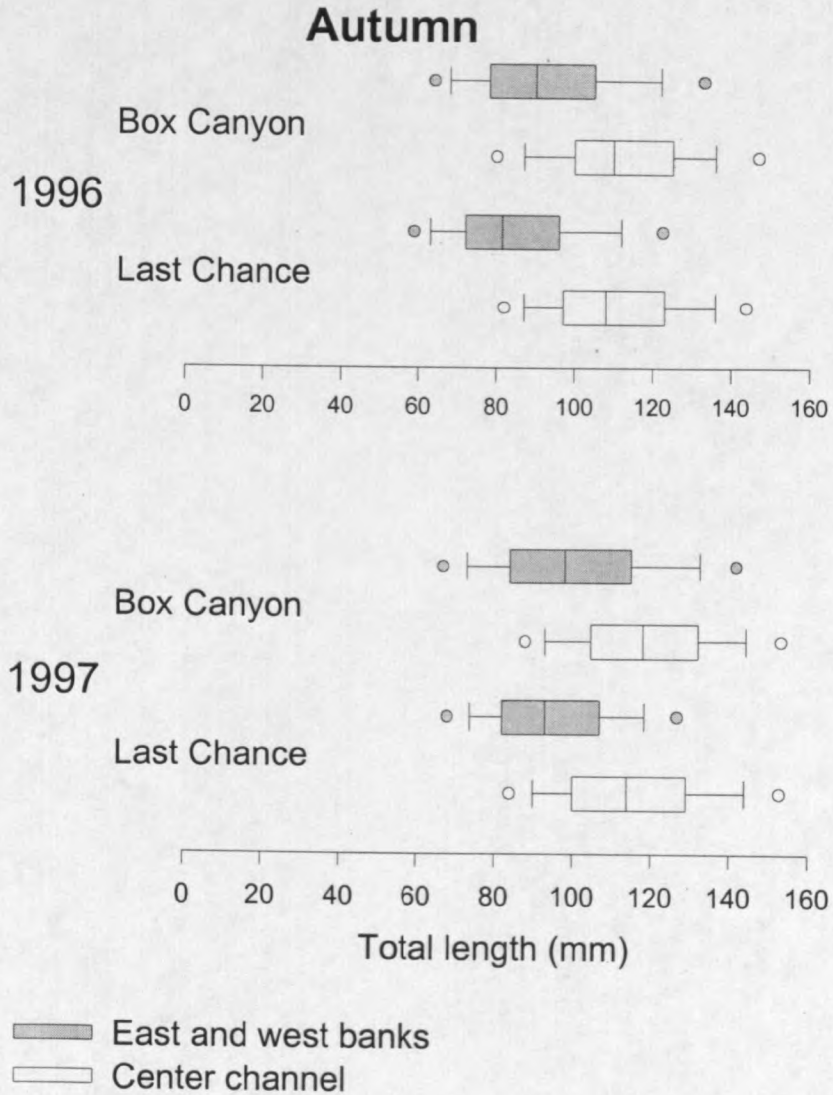 Autumn
Box Canyon
1996
Last Chance
0 20 40 60 80 100 120 140 160
Box Canyon
1997
Last Chance
0 20 40 60 80 100 120 140 160
Total length (mm)
East and west banks
Center channel